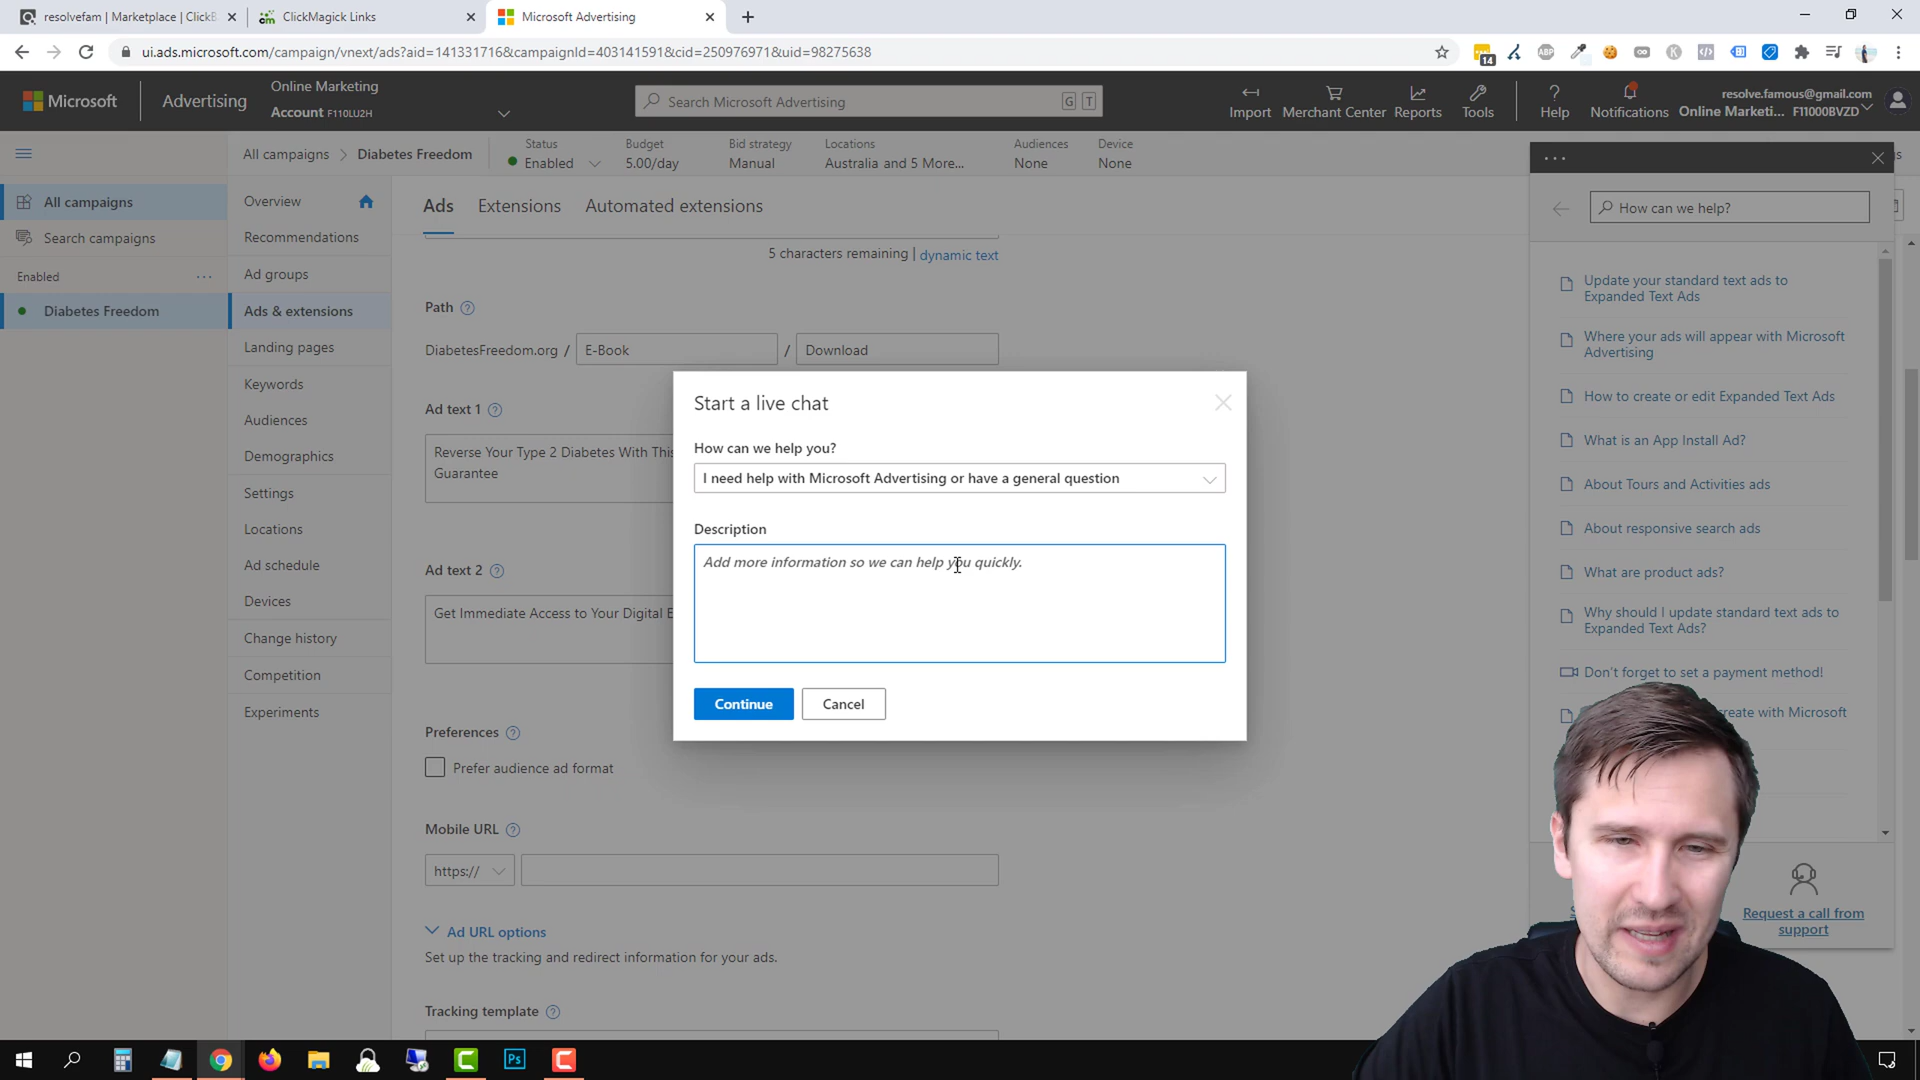 resolvefam | Marketplace | ClickB
ClickMagick Links
Microsoft Advertising
ui.ads.microsoft.com/campaign/vnext/ads?aid=141331716&campaignId=403141591&cid=250976971&uid=98275638
14
ABP
K
Microsoft
Advertising
Online Marketing
Account F110LU2H
Search Microsoft Advertising
G T
Import
Merchant Center
Reports
Tools
Help
Notifications
resolve.famous@gmail.com
Online Marketi... F11000BVZD
All campaigns
Diabetes Freedom
Status
Enabled
Budget
5.00/day
Bid strategy
Manual
Locations
Australia and 5 More...
Audiences
None
Device
None
All campaigns
Search campaigns
Enabled
Diabetes Freedom
Overview
Recommendations
Ad groups
Ads & extensions
Landing pages
Keywords
Audiences
Demographics
Settings
Locations
Ad schedule
Devices
Change history
Competition
Experiments
Ads
Extensions
Automated extensions
5 characters remaining | dynamic text
Path
DiabetesFreedom.org / E-Book / Download
Ad text 1
Reverse Your Type 2 Diabetes With This
Guarantee
Ad text 2
Get Immediate Access to Your Digital E
Preferences
Prefer audience ad format
Mobile URL
https://
Ad URL options
Set up the tracking and redirect information for your ads.
Tracking template
Start a live chat
How can we help you?
I need help with Microsoft Advertising or have a general question
Description
Add more information so we can help you quickly.
Continue
Cancel
How can we help?
Update your standard text ads to
Expanded Text Ads
Where your ads will appear with Microsoft
Advertising
How to create or edit Expanded Text Ads
What is an App Install Ad?
About Tours and Activities ads
About responsive search ads
What are product ads?
Why should I update standard text ads to
Expanded Text Ads?
Don't forget to set a payment method!
create with Microsoft
Request a call from
support
Ps